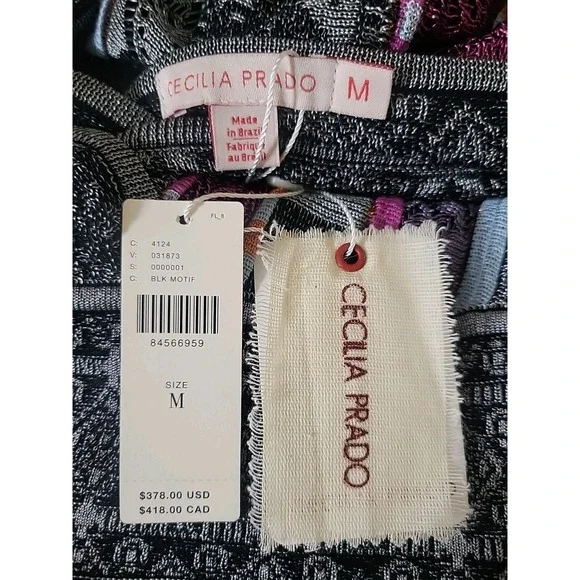 CECILIA PRADO M
Made
in Brazil
Fabriqué
au Brésil
FL_8
C: 4124
V: 031873
S: 0000001
C: BLK MOTIF
84566959
SIZE
M
$378.00 USD
$418.00 CAD
CECILIA PRADO